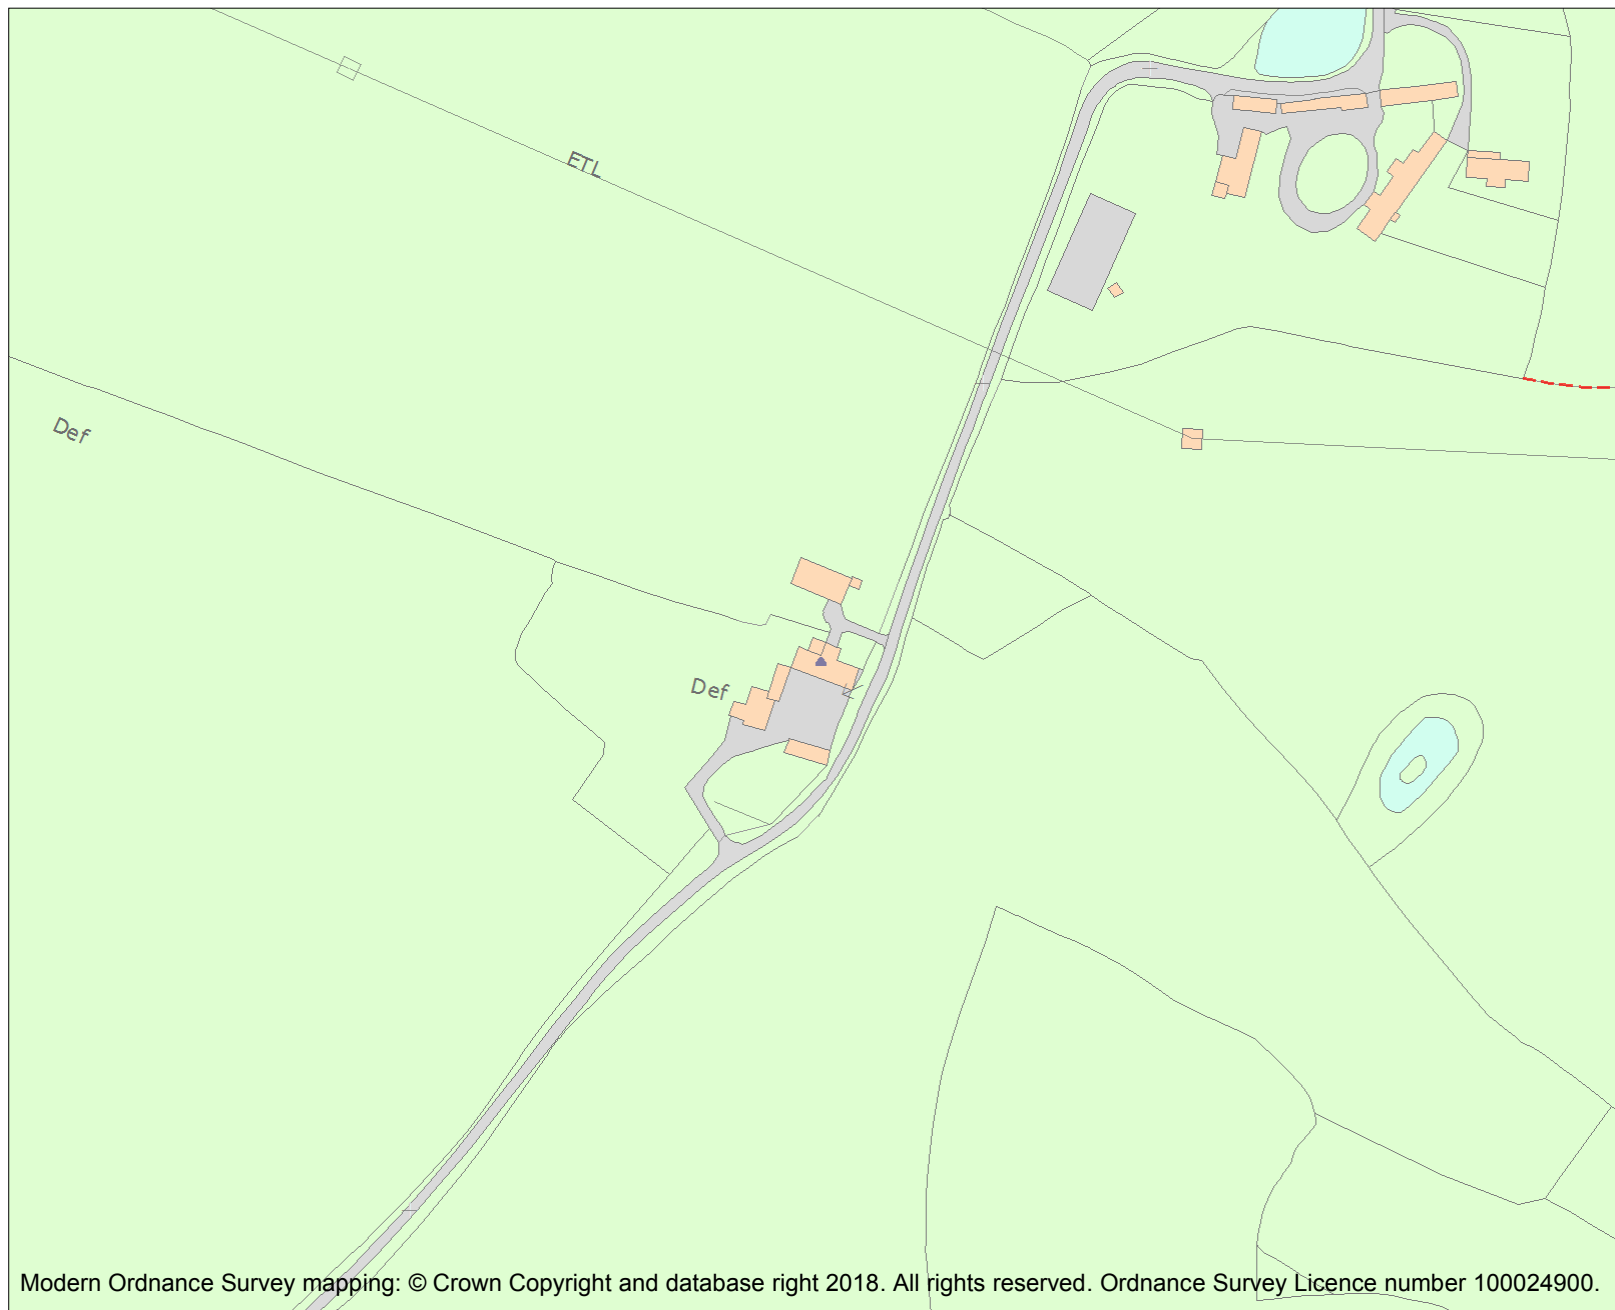 ETL
Def
Def
Modern Ordnance Survey mapping: © Crown Copyright and database right 2018. All rights reserved. Ordnance Survey Licence number 100024900.